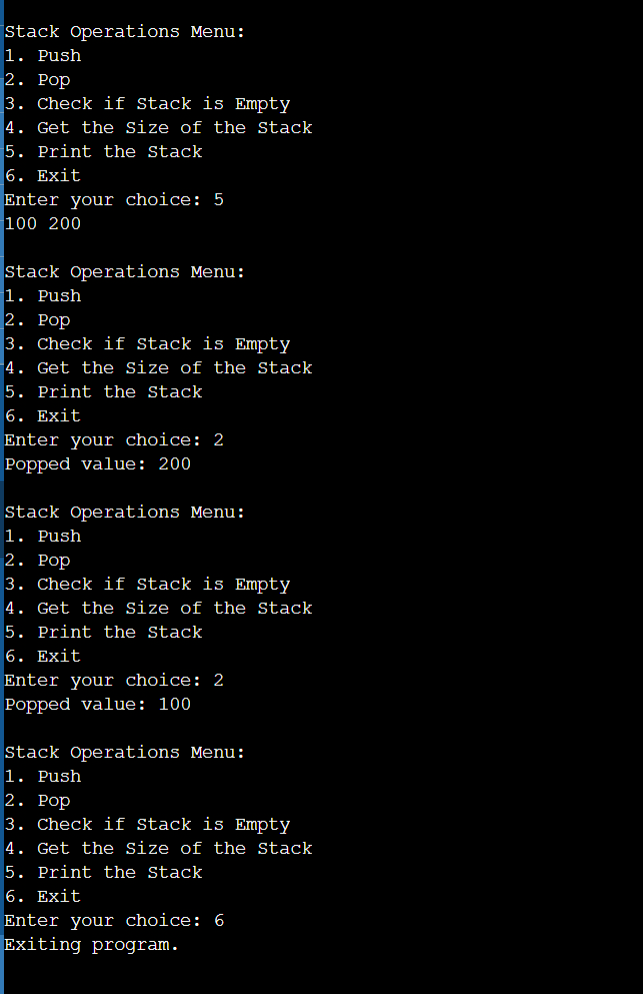 Stack Operations Menu:
1. Push
2. Pop
3. Check if Stack is Empty
4. Get the Size of the Stack
5. Print the Stack
6. Exit
Enter your choice: 5
100 200
Stack Operations Menu:
1. Push
2. Pop
3. Check if Stack is Empty
4. Get the Size of the Stack
5. Print the Stack
6. Exit
Enter your choice: 2
Popped value: 200
Stack Operations Menu:
1. Push
2. Pop
3. Check if Stack is Empty
4. Get the Size of the Stack
5. Print the Stack
6. Exit
Enter your choice: 2
Popped value: 100
Stack Operations Menu:
1. Push
2. Pop
3. Check if Stack is Empty
4. Get the Size of the Stack
5. Print the Stack
6. Exit
Enter your choice: 6
Exiting program.